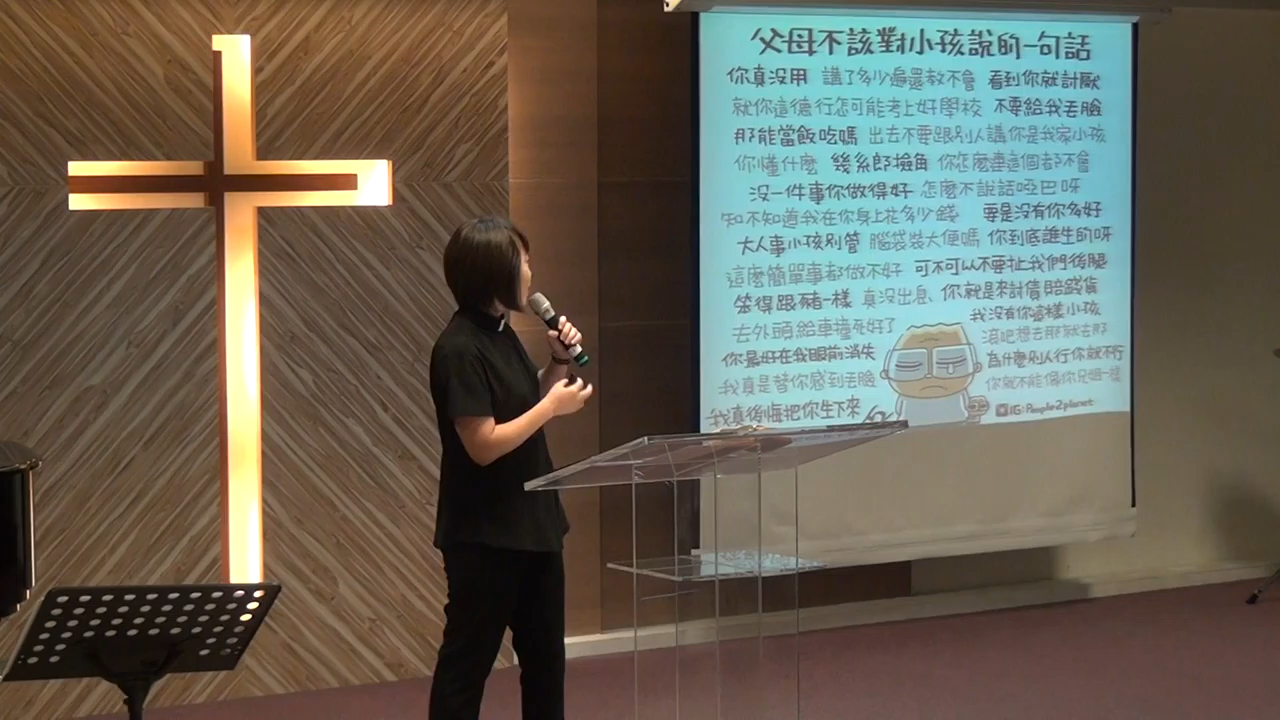 父母不該對小孩說的一句話
你真沒用 講了多少遍還教不會 看到你就討厭
就你這德行怎可能考上好學校 不要給我丟臉
那能當飯吃嗎 出去不要跟別人講你是我家小孩
你懂什麼 幾系郎撿角 你怎麼連這個都不會
沒一件事你做得好 怎麼不說話啞巴呀
知不知道我在你身上花多少錢 要是沒有你多好
大人事小孩別管 腦袋裝大便嗎 你到底誰生的呀
這麼簡單事都做不好 可不可以不要扯我們後腿
笨得跟豬一樣 真沒出息 你就是來討債賠錢貨
我沒有你這樣小孩
去外頭給車撞死好了 滾吧想去那就去那
你最好在我眼前消失 為什麼別人行你就不行
我真是替你感到丟臉 你就不能像你兄姐一樣
我真後悔把你生下來 IG:People2planet